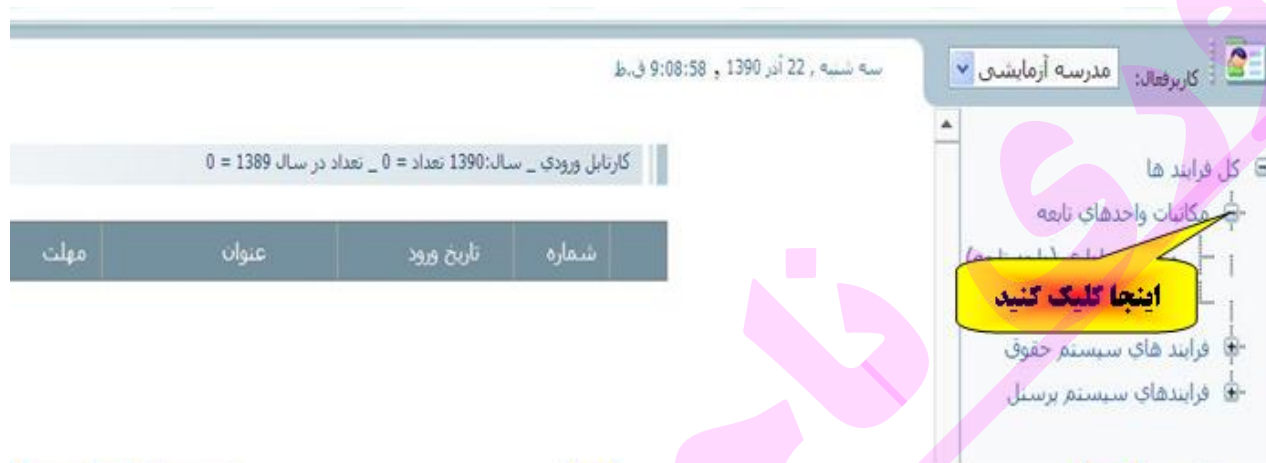 کاربرفعال: مدرسه آزمایشی
سه شنبه , 22 آذر 1390 , 9:08:58 ق.ظ
کل فرایند ها
مکاتبات واحدهای تابعه
اینجا کلیک کنید
فرایند های سیستم حقوق
فرایندهای سیستم پرسنل
کارتابل ورودي _ سال:1390 تعداد = 0 _ تعداد در سال 1389 = 0
شماره تاریخ ورود عنوان مهلت